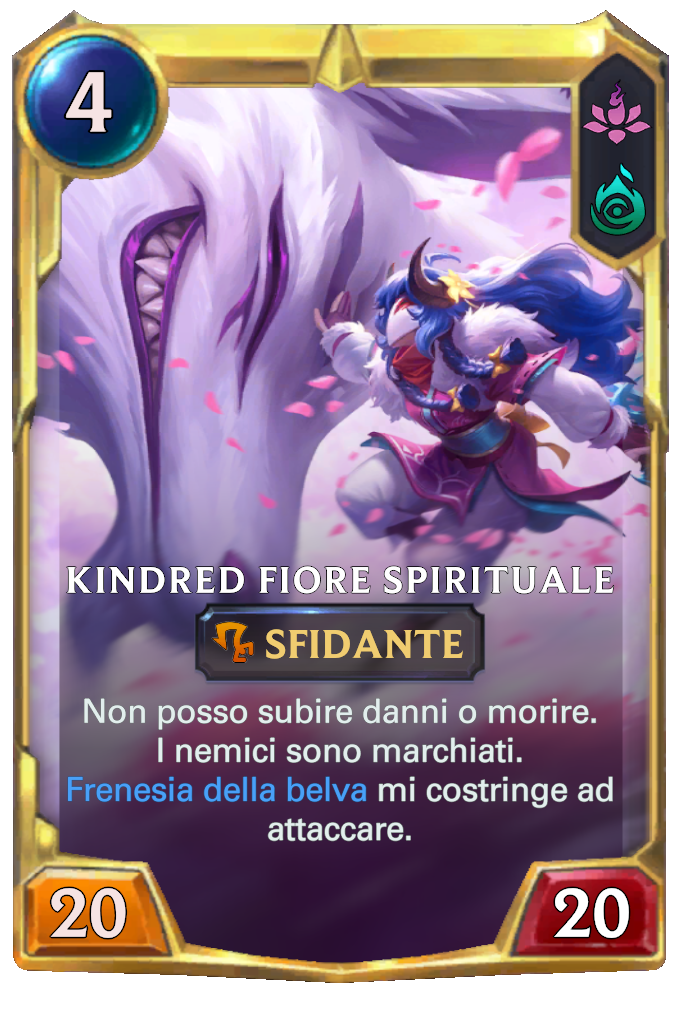 4
KINDRED FIORE SPIRITUALE
SFIDANTE
Non posso subire danni o morire.
I nemici sono marchiati.
Frenesia della belva mi costringe ad
attaccare.
20
20